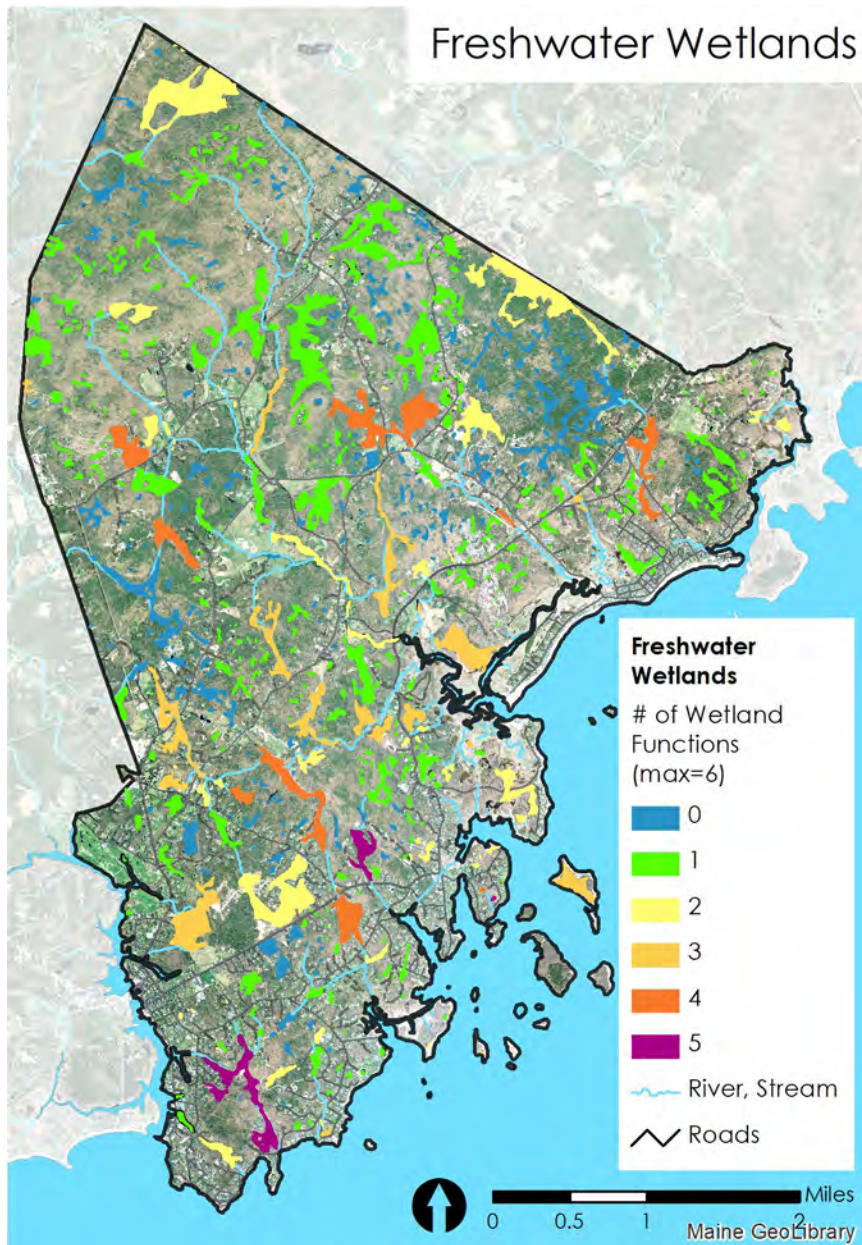 Freshwater Wetlands
Freshwater
Wetlands
# of Wetland
Functions
(max=6)
0
1
2
3
4
5
River, Stream
Roads
Miles
0 0.5 1 2
Maine GeoLibrary